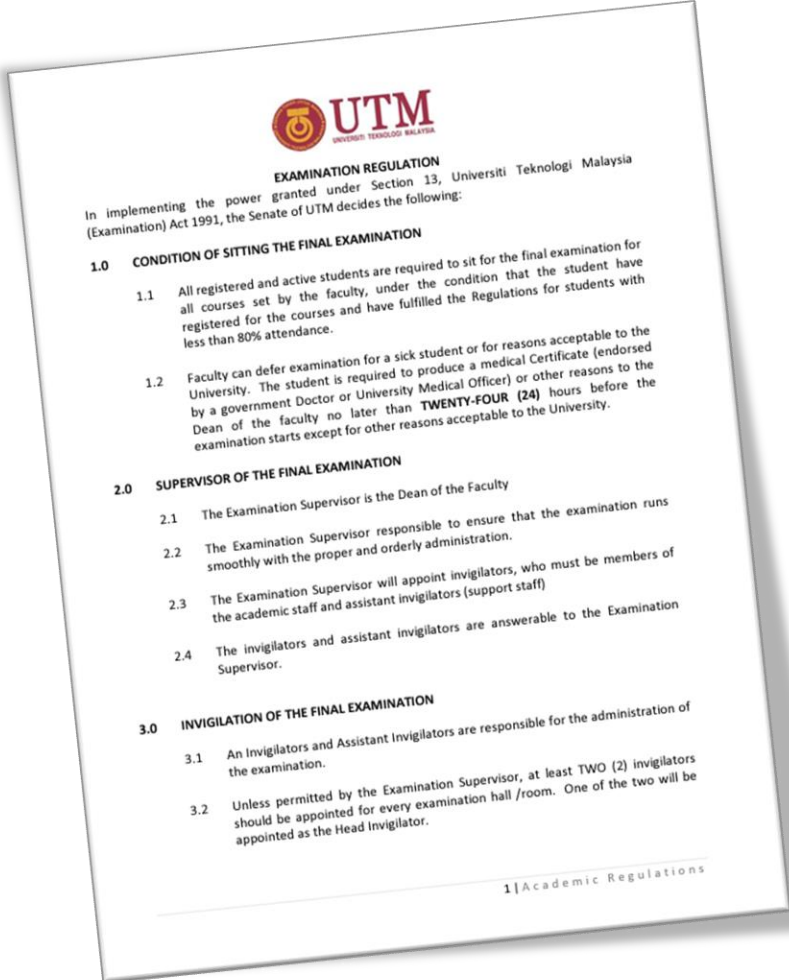 UTM
UNIVERSITI TEKNOLOGI MALAYSIA
EXAMINATION REGULATION
In implementing the power granted under Section 13, Universiti Teknologi Malaysia
(Examination) Act 1991, the Senate of UTM decides the following:
1.0 CONDITION OF SITTING THE FINAL EXAMINATION
1.1 All registered and active students are required to sit for the final examination for
all courses set by the faculty, under the condition that the student have
registered for the courses and have fulfilled the Regulations for students with
less than 80% attendance.
1.2 Faculty can defer examination for a sick student or for reasons acceptable to the
University. The student is required to produce a medical Certificate (endorsed
by a government Doctor or University Medical Officer) or other reasons to the
Dean of the faculty no later than TWENTY-FOUR (24) hours before the
examination starts except for other reasons acceptable to the University.
2.0 SUPERVISOR OF THE FINAL EXAMINATION
2.1 The Examination Supervisor is the Dean of the Faculty
2.2 The Examination Supervisor responsible to ensure that the examination runs
smoothly with the proper and orderly administration.
2.3 The Examination Supervisor will appoint invigilators, who must be members of
the academic staff and assistant invigilators (support staff)
2.4 The invigilators and assistant invigilators are answerable to the Examination
Supervisor.
3.0 INVIGILATION OF THE FINAL EXAMINATION
3.1 An Invigilators and Assistant Invigilators are responsible for the administration of
the examination.
3.2 Unless permitted by the Examination Supervisor, at least TWO (2) invigilators
should be appointed for every examination hall /room. One of the two will be
appointed as the Head Invigilator.
1 | Academic Regulations